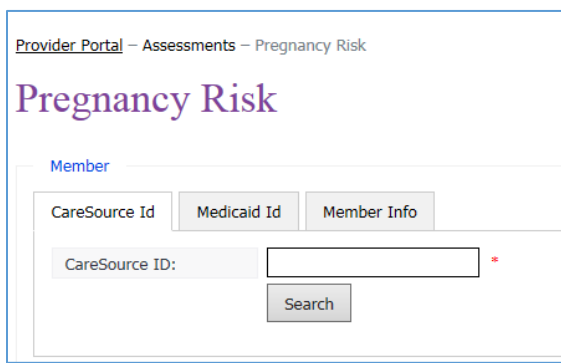 Provider Portal – Assessments – Pregnancy Risk
Pregnancy Risk
Member
CareSource Id Medicaid Id Member Info
CareSource ID: *
Search